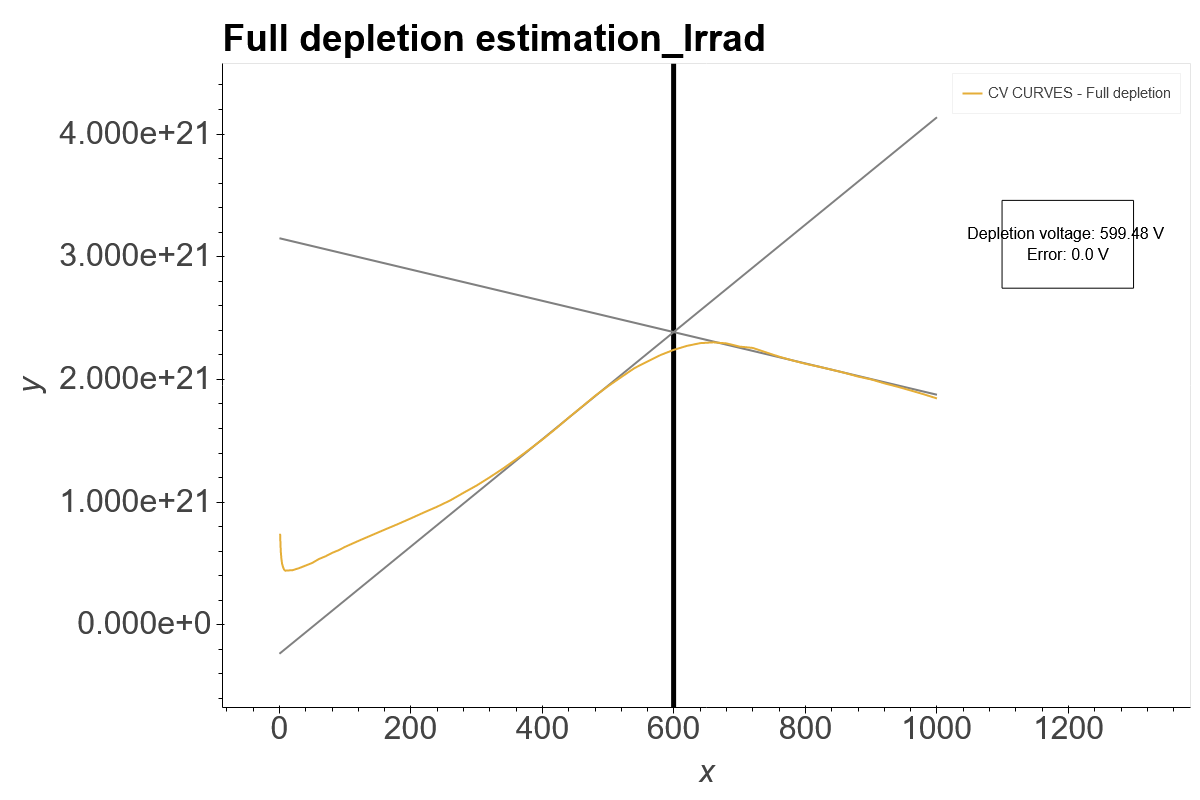 Full depletion estimation_Irrad
CV CURVES - Full depletion
4.000e+21
3.000e+21
2.000e+21
1.000e+21
0.000e+0
y
Depletion voltage: 599.48 V
Error: 0.0 V
0 200 400 600 800 1000 1200
x